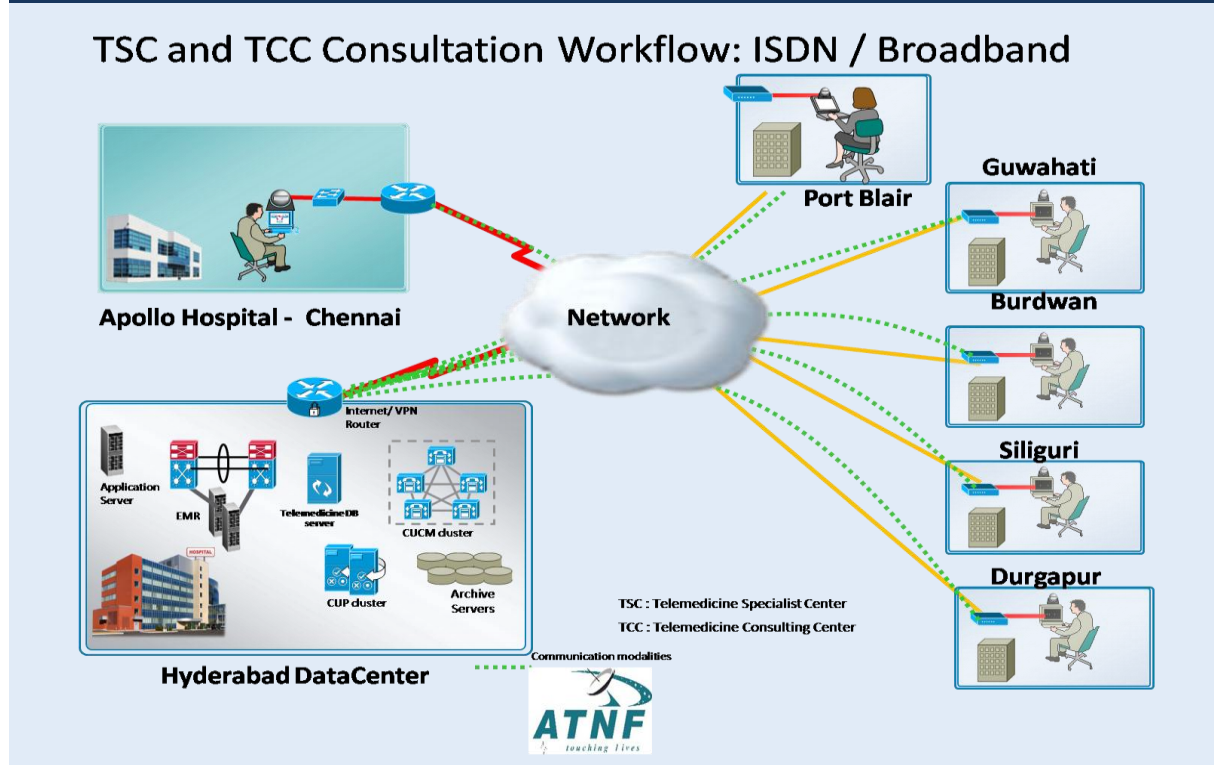 TSC and TCC Consultation Workflow: ISDN / Broadband
Port Blair
Guwahati
Apollo Hospital - Chennai
Network
Burdwan
Internet/ VPN
Router
Application
Server
EMR
Telemedicine DB
server
CUCM cluster
Siliguri
HOSPITAL
CUP cluster
Archive
Servers
Durgapur
TSC : Telemedicine Specialist Center
TCC : Telemedicine Consulting Center
Hyderabad DataCenter
Communication modalities
ATNF
touching lives